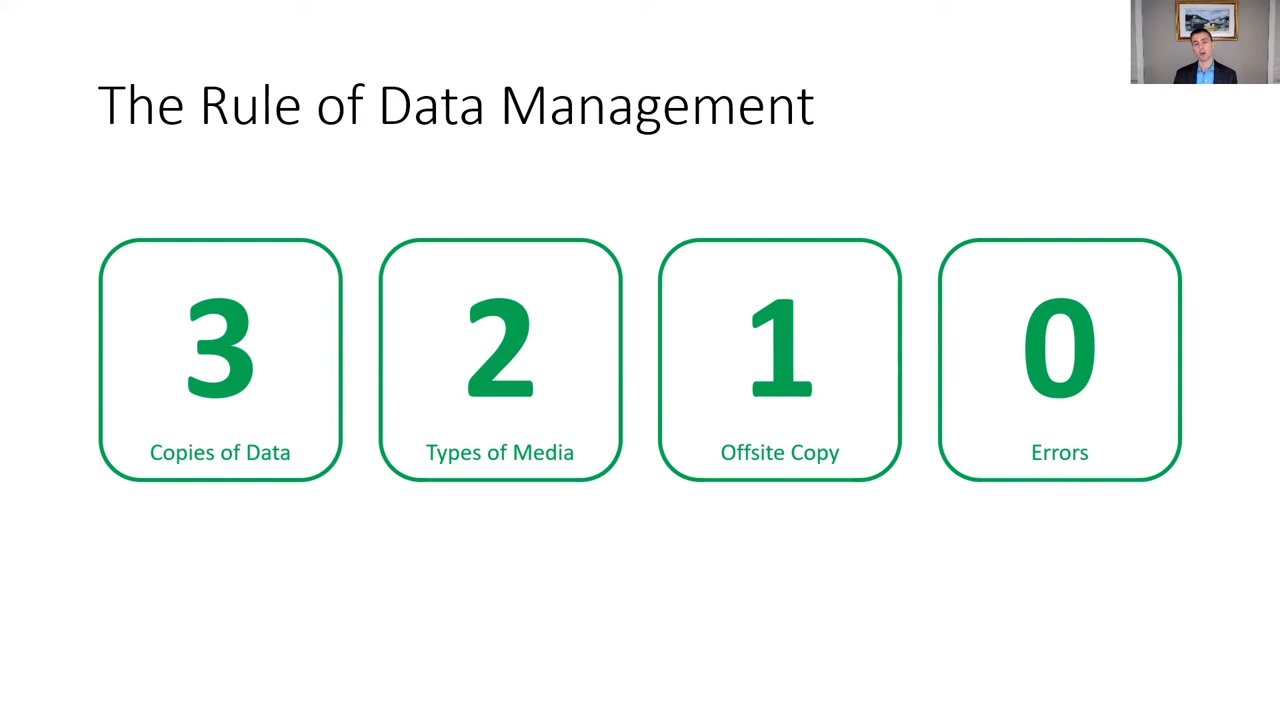 The Rule of Data Management
3
2
1
0
Copies of Data
Types of Media
Offsite Copy
Errors